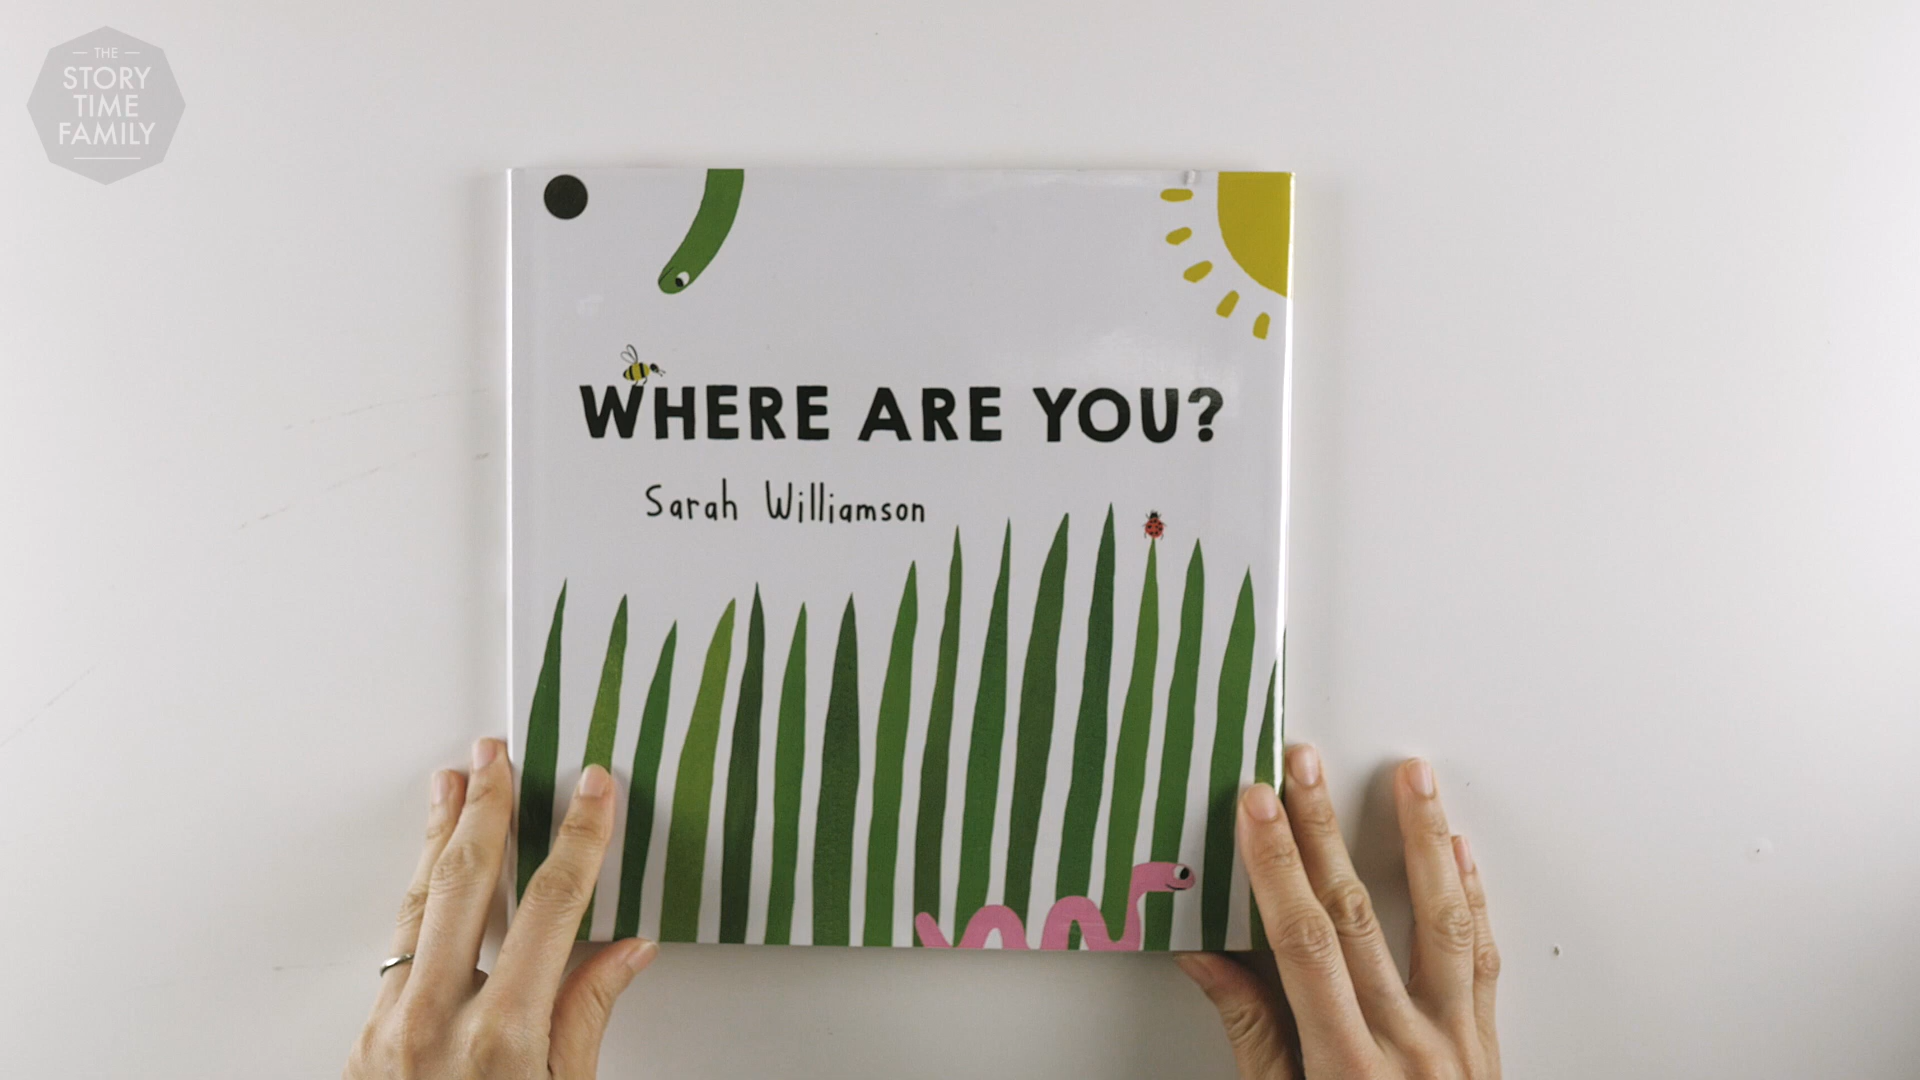 THE
STORY
TIME
FAMILY
WHERE ARE YOU?
Sarah Williamson